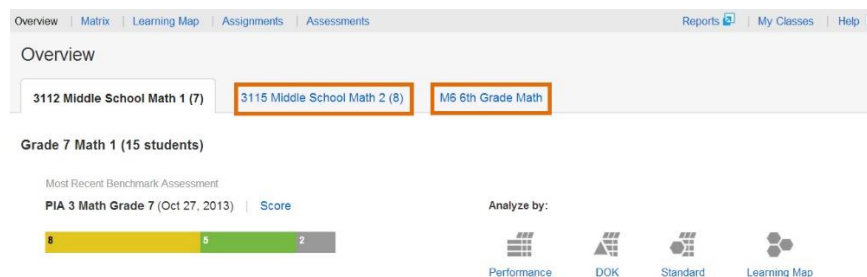 Overview | Matrix | Learning Map | Assignments | Assessments Reports | My Classes | Help
Overview
3112 Middle School Math 1 (7) 3115 Middle School Math 2 (8) M6 6th Grade Math
Grade 7 Math 1 (15 students)
Most Recent Benchmark Assessment
PIA 3 Math Grade 7 (Oct 27, 2013) | Score Analyze by:
8 5 2
Performance DOK Standard Learning Map